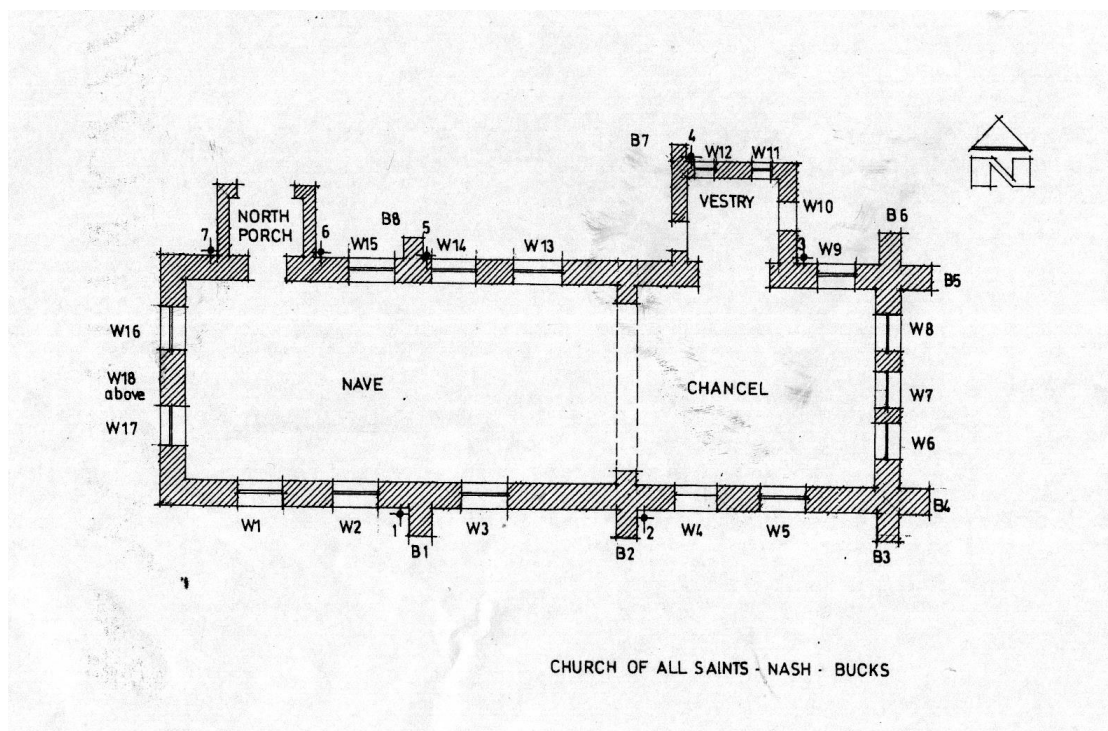 B7
4
W12
W11
N
VESTRY
W10
NORTH
PORCH
B8
B6
7
6
5
3
W15
W14
W13
W9
B5
W16
W8
W18
above
NAVE
CHANCEL
W7
W17
W6
B4
W1
W2
1
B1
W3
B2
2
W4
W5
B3
CHURCH OF ALL SAINTS - NASH - BUCKS